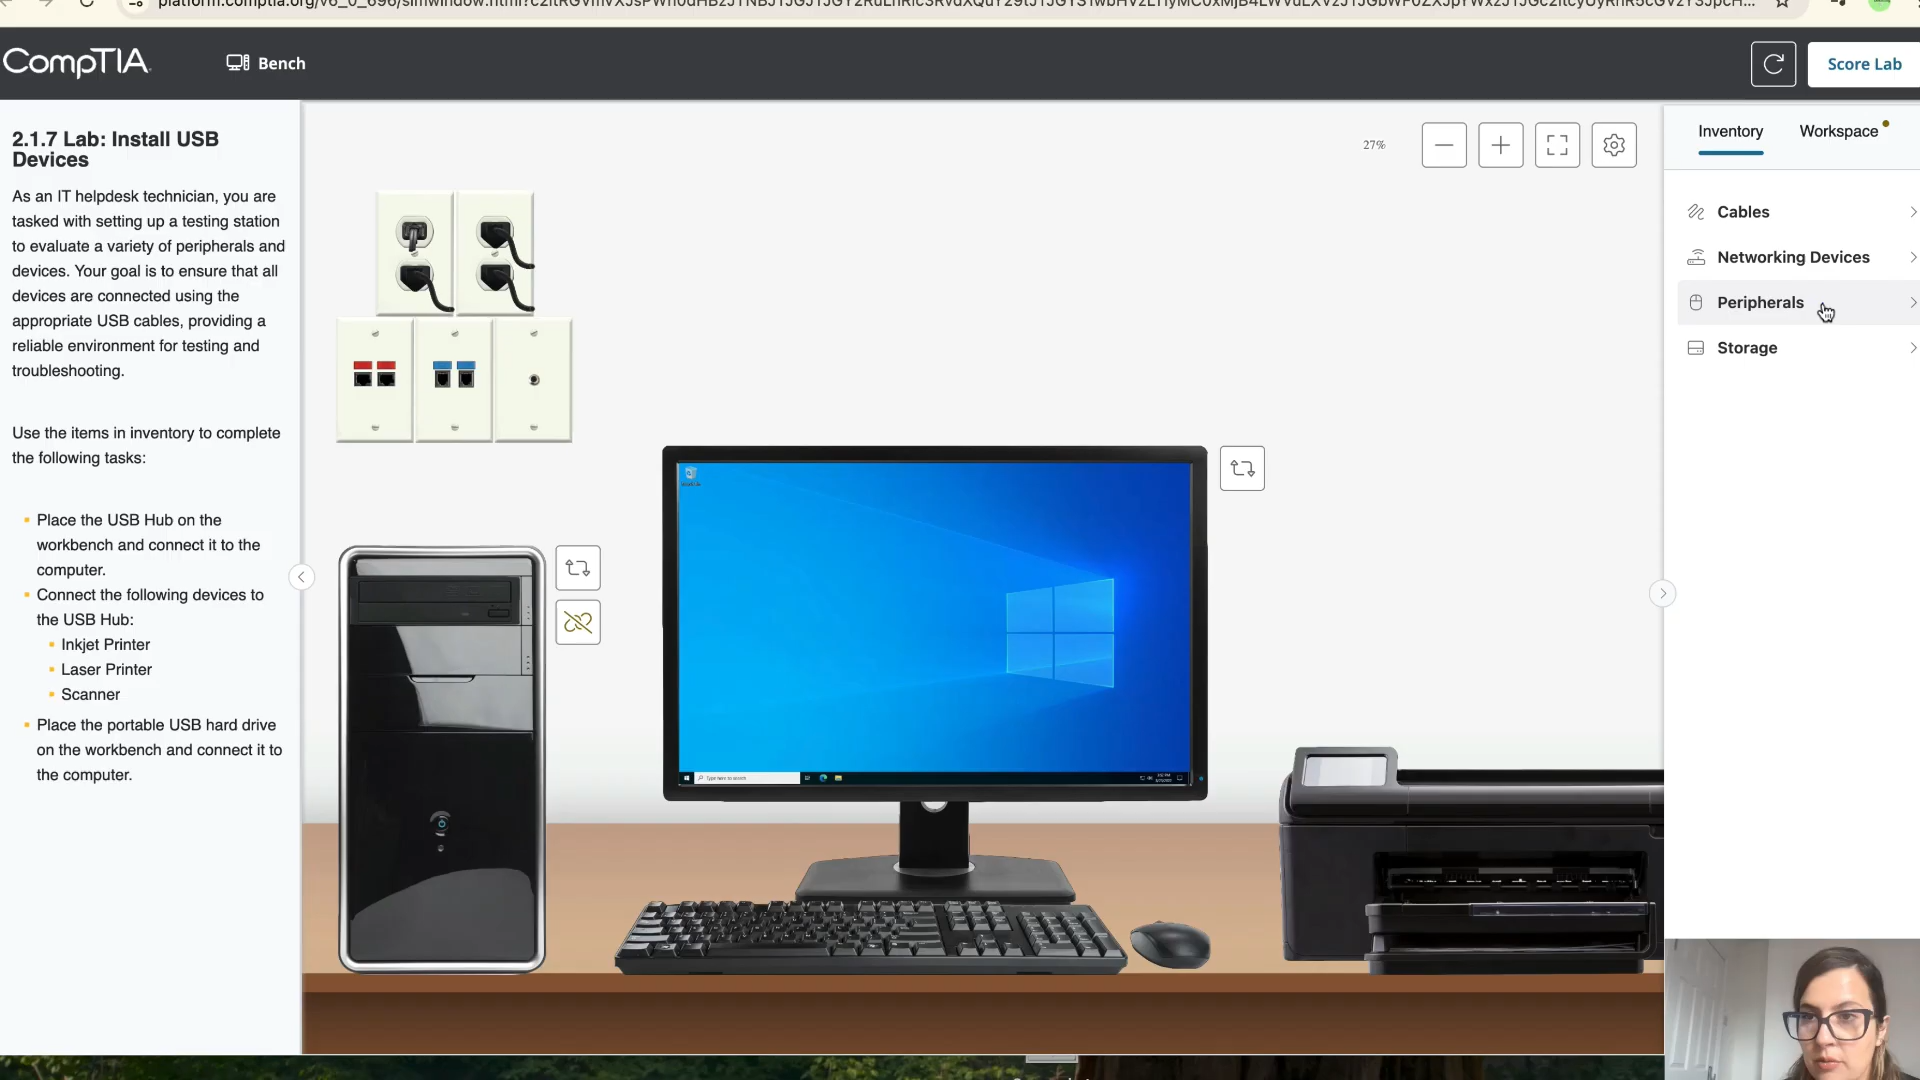 CompTIA.
Bench
Score Lab
2.1.7 Lab: Install USB
Devices
As an IT helpdesk technician, you are
tasked with setting up a testing station
to evaluate a variety of peripherals and
devices. Your goal is to ensure that all
devices are connected using the
appropriate USB cables, providing a
reliable environment for testing and
troubleshooting.
Use the items in inventory to complete
the following tasks:
Place the USB Hub on the
workbench and connect it to the
computer.
Connect the following devices to
the USB Hub:
Inkjet Printer
Laser Printer
Scanner
Place the portable USB hard drive
on the workbench and connect it to
the computer.
27%
Type here to search
Inventory
Workspace
Cables
Networking Devices
Peripherals
Storage